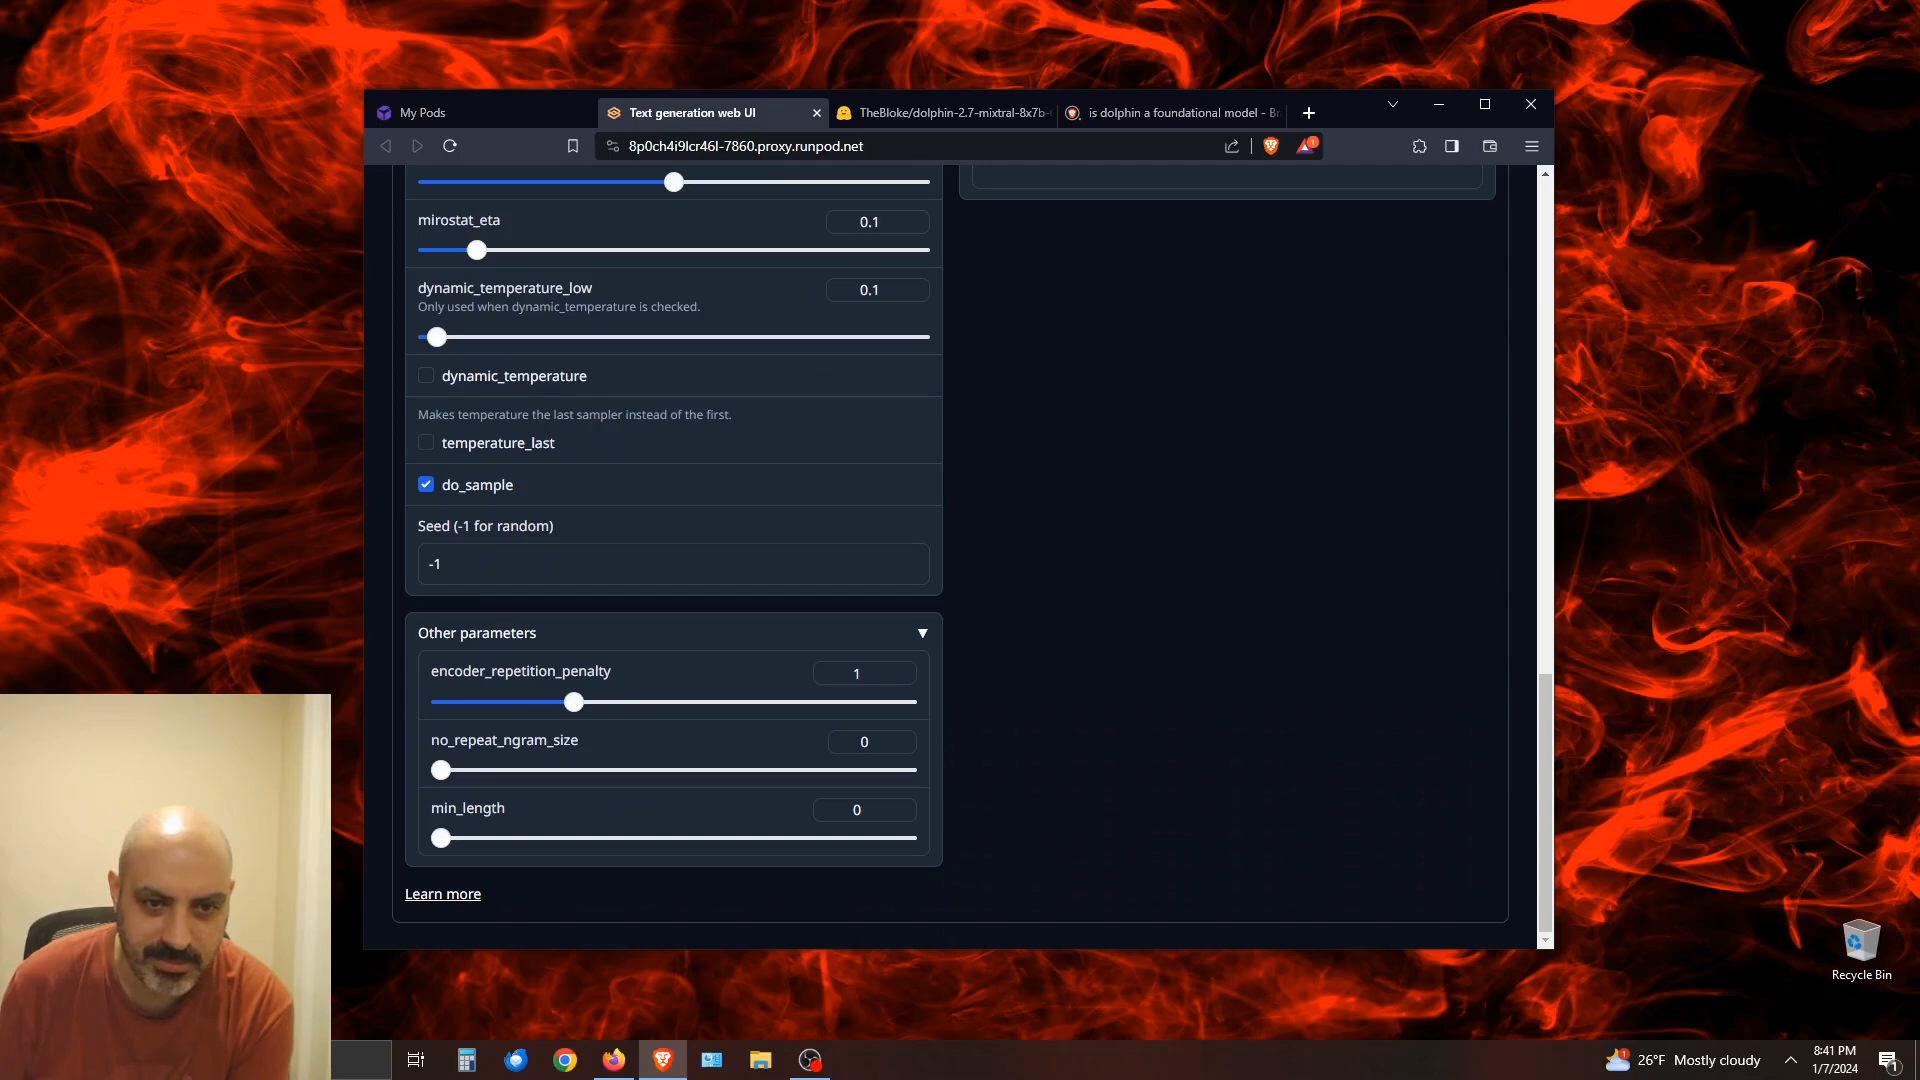 My Pods
Text generation web UI
TheBloke/dolphin-2.7-mixtral-8x7b-
is dolphin a foundational model - Br
8p0ch4i9lcr46l-7860.proxy.runpod.net
1
mirostat_eta
0.1
dynamic_temperature_low
0.1
Only used when dynamic_temperature is checked.
dynamic_temperature
Makes temperature the last sampler instead of the first.
temperature_last
do_sample
Seed (-1 for random)
-1
Other parameters
encoder_repetition_penalty
1
no_repeat_ngram_size
0
min_length
0
Learn more
Recycle Bin
1
26°F Mostly cloudy
8:41 PM
1/7/2024
1